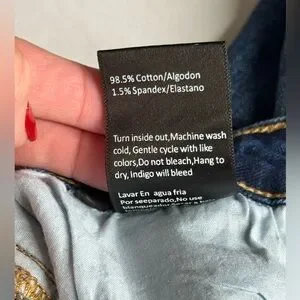 98.5% Cotton/Algodon
1.5% Spandex/Elastano
Turn inside out,Machine wash
cold, Gentle cycle with like
colors,Do not bleach,Hang to
dry, Indigo will bleed
Lavar En agua fria
Por seeparado,No use
blanqueador